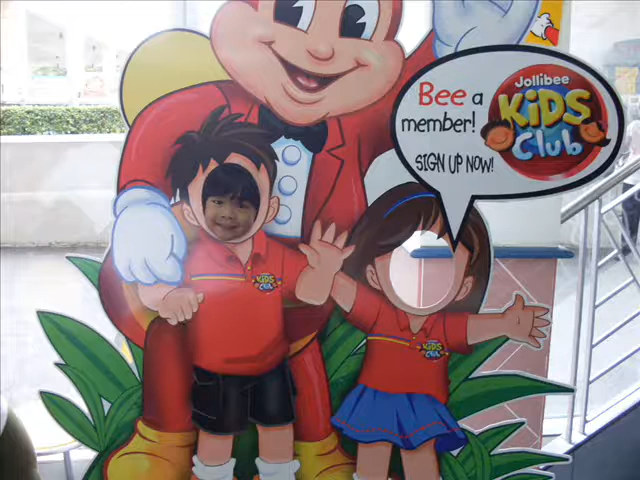 Bee a
member!
SIGN UP NOW!
Jollibee
KiDS
Club
KiDS
Club
KiDS
Club